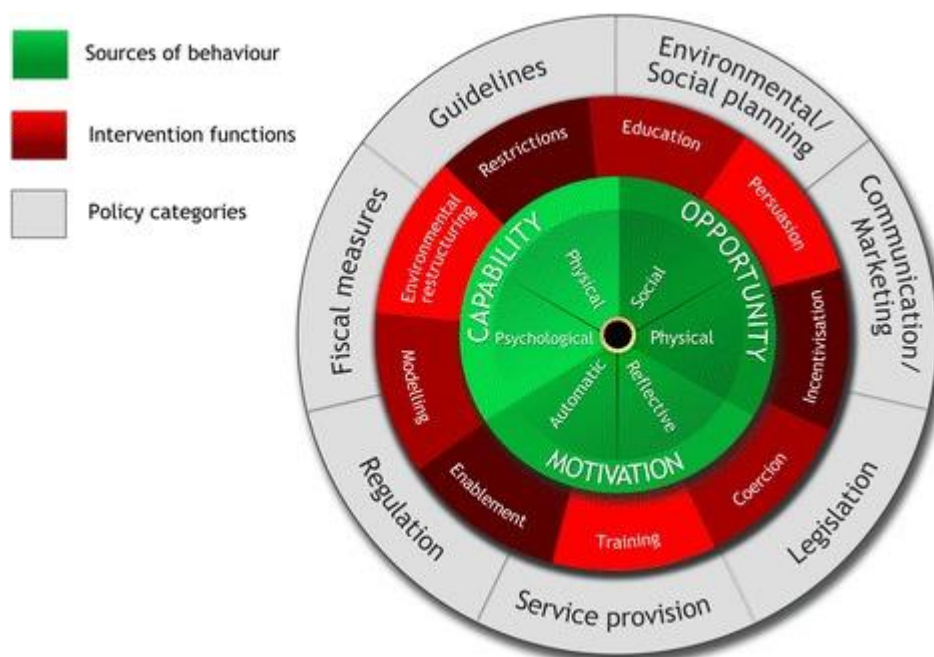 Sources of behaviour
Intervention functions
Policy categories
Guidelines
Environmental/
Social planning
Communication/
Marketing
Legislation
Service provision
Regulation
Fiscal measures
Restrictions
Education
Persuasion
Incentivisation
Coercion
Training
Enablement
Modelling
Environmental
restructuring
CAPABILITY
OPPORTUNITY
MOTIVATION
Physical
Social
Psychological
Physical
Automatic
Reflective